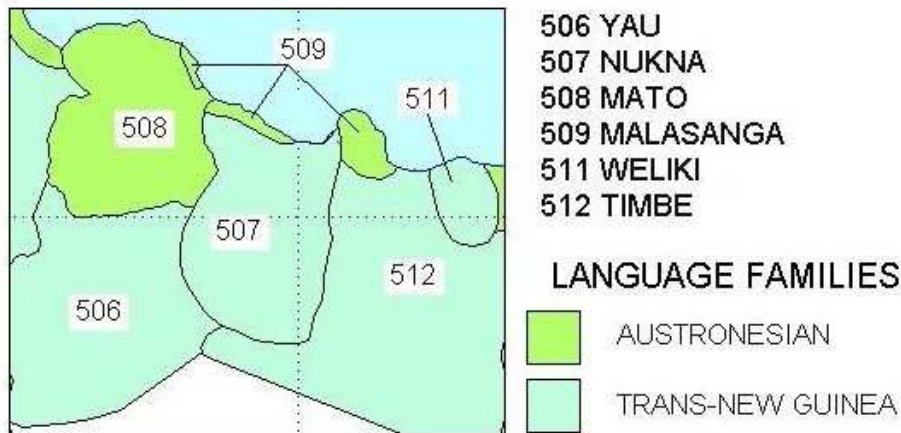 506 YAU
507 NUKNA
508 MATO
509 MALASANGA
511 WELIKI
512 TIMBE
LANGUAGE FAMILIES
AUSTRONESIAN
TRANS-NEW GUINEA
509
511
508
507
512
506